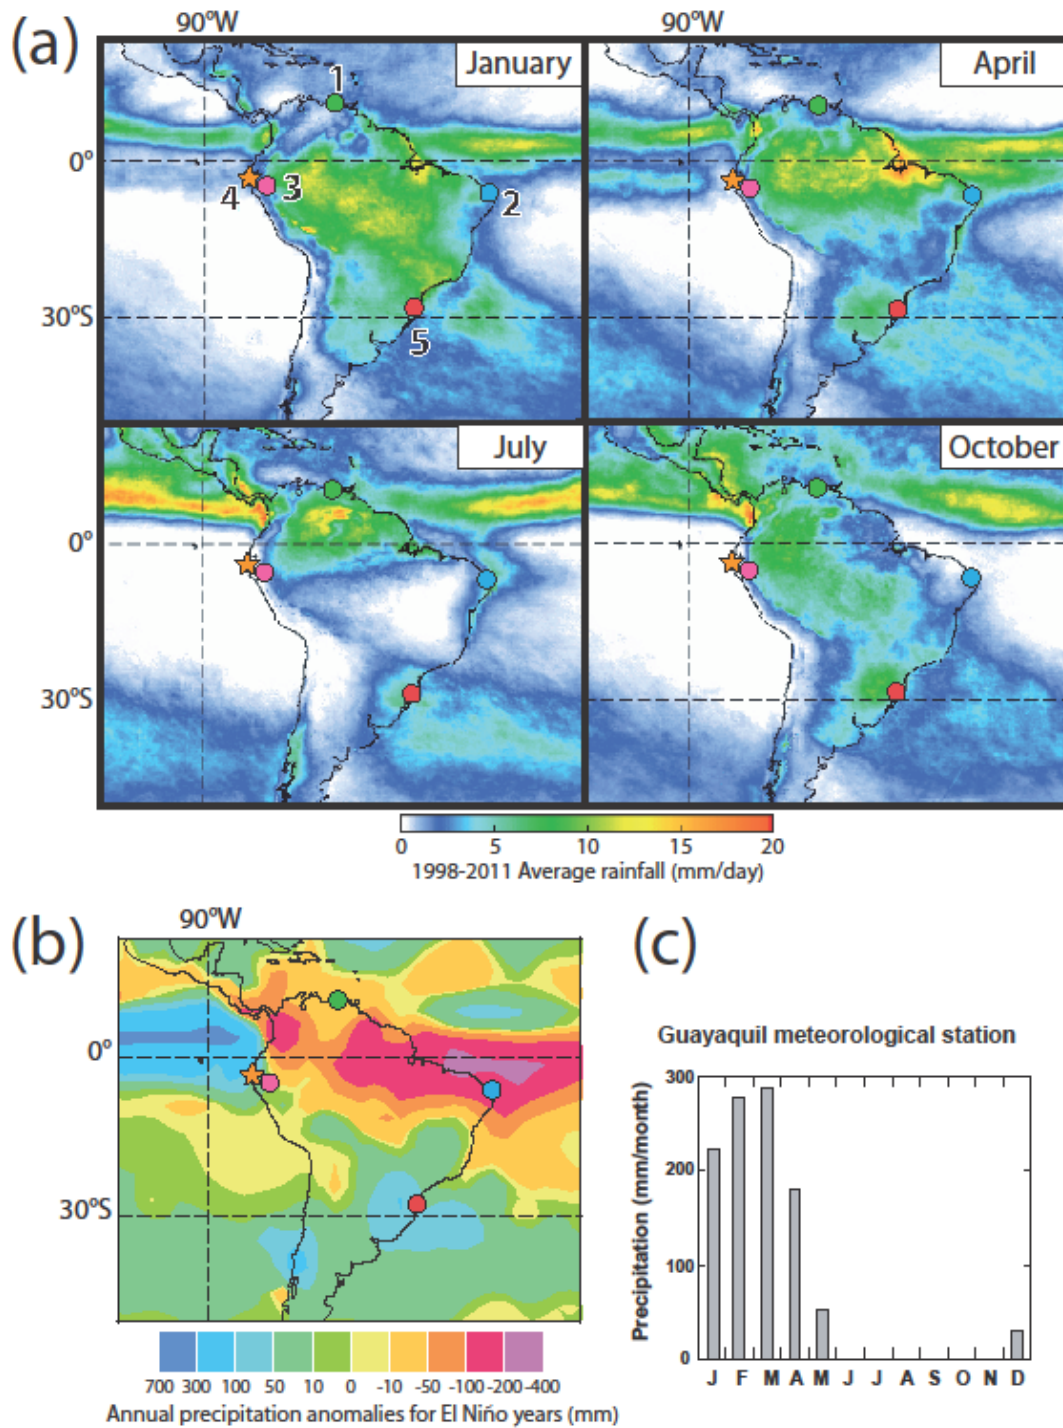 (a)
90°W
January
April
1
2
3
4
5
0°
30°S
July
October
0°
30°S
0 5 10 15 20
1998-2011 Average rainfall (mm/day)
90°W
90°W
(b)
0°
30°S
700 300 100 50 10 0 -10 -50 -100 -200 -400
Annual precipitation anomalies for El Niño years (mm)
(c)
Guayaquil meteorological station
Precipitation (mm/month)
300
200
100
0
J F M A M J J A S O N D